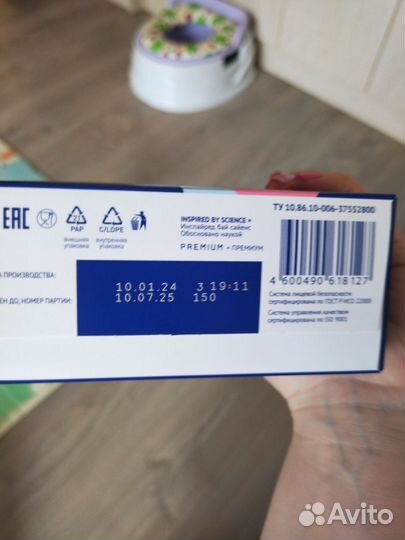 ТУ 10.86.10-006-37552800
EAC
21
PAP
C/LDPE
внешняя
упаковка
внутренняя
упаковка
INSPIRED BY SCIENCE +
Инспайред бай сайенс
Обосновано наукой
PREMIUM + ПРЕМИУМ
4 600490 618127
Система пищевой безопасности
сертифицирована по ГОСТ Р ИСО 22000
Система управления качеством
сертифицирована по ISO 9001
А ПРОИЗВОДСТВА:
10.01.24 3 19:11
ЕН ДО, НОМЕР ПАРТИИ:
10.07.25 150
Avito